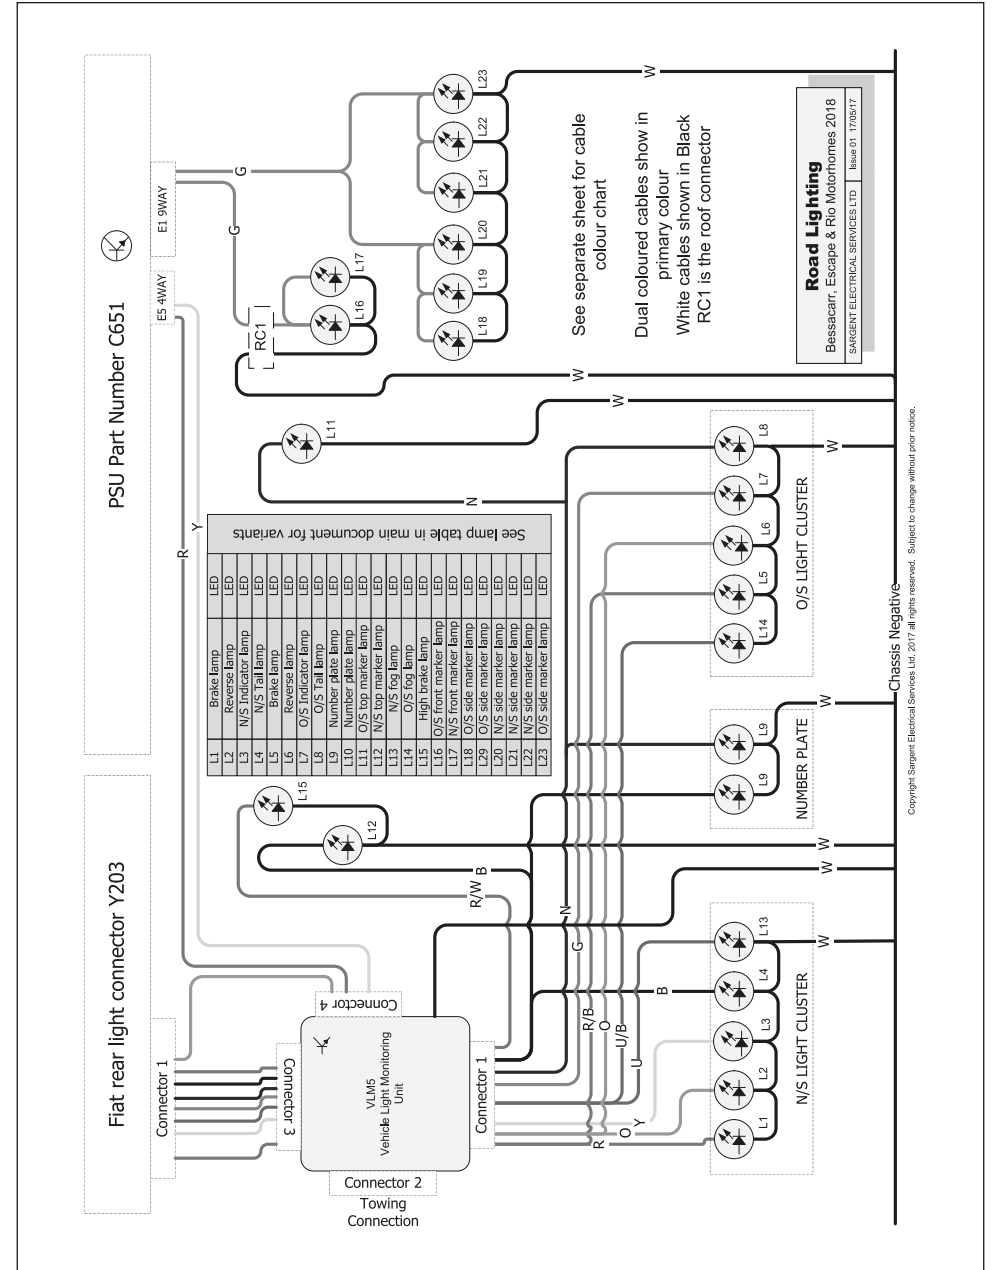 Fiat rear light connector Y203
Connector 1
PSU Part Number C651
E5 4WAY
E1 9WAY
Connector 4
Connector 3
VLM5
Vehicle Light Monitoring
Unit
Connector 1
Connector 2
Towing
Connection
R
Y
G
G
RC1
L17
L16
L23
L22
L21
L20
L19
L18
W
W
W
L11
N
L15
L12
R/W
B
W
W
See lamp table in main document for variants
L1 Brake lamp LED
L2 Reverse lamp LED
L3 N/S Indicator lamp LED
L4 N/S Tail lamp LED
L5 Brake lamp LED
L6 Reverse lamp LED
L7 O/S Indicator lamp LED
L8 O/S Tail lamp LED
L9 Number plate lamp LED
L10 Number plate lamp LED
L11 O/S top marker lamp LED
L12 N/S top marker lamp LED
L13 N/S fog lamp LED
L14 O/S fog lamp LED
L15 High brake lamp LED
L16 O/S front marker lamp LED
L17 N/S front marker lamp LED
L18 O/S side marker lamp LED
L29 O/S side marker lamp LED
L20 N/S side marker lamp LED
L21 N/S side marker lamp LED
L22 N/S side marker lamp LED
L23 O/S side marker lamp LED
N
G
R/B
O
U/B
U
B
Y
O
R
L1
L2
L3
L4
L13
W
N/S LIGHT CLUSTER
L9
L9
W
NUMBER PLATE
L14
L5
L6
L7
L8
W
O/S LIGHT CLUSTER
See separate sheet for cable
colour chart
Dual coloured cables show in
primary colour
White cables shown in Black
RC1 is the roof connector
Road Lighting
Bessacarr, Escape & Rio Motorhomes 2018
SARGENT ELECTRICAL SERVICES LTD Issue 01 17/05/17
Chassis Negative
Copyright Sargent Electrical Services Ltd. 2017 all rights reserved. Subject to change without prior notice.